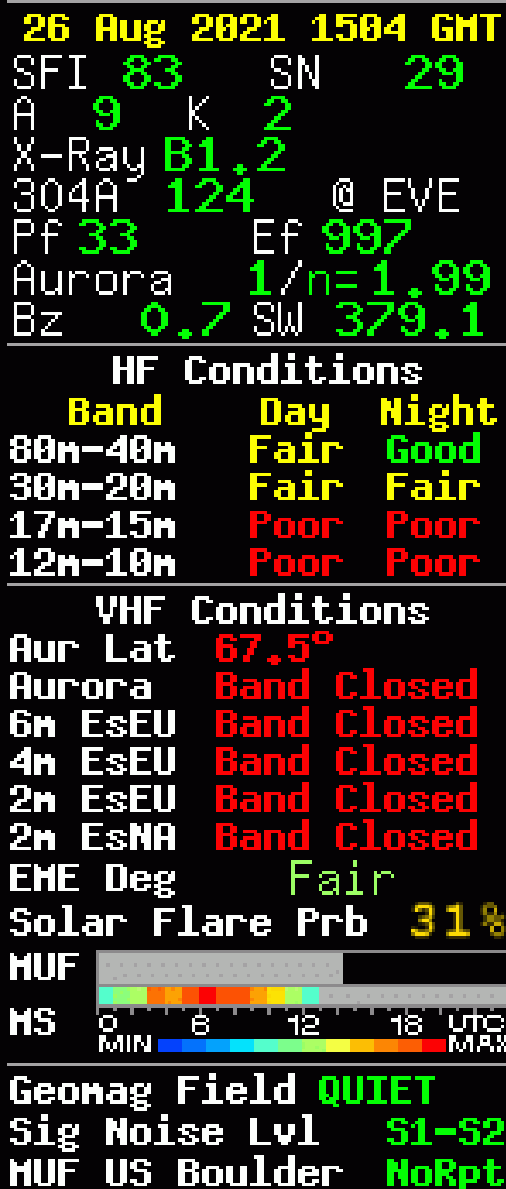 26 Aug 2021 1504 GMT
SFI 83 SN 29
A 9 K 2
X-Ray B1.2
304A 124 @ EVE
Pf 33 Ef 997
Aurora 1/n=1.99
Bz 0.7 SW 379.1
HF Conditions
Band Day Night
80m-40m Fair Good
30m-20m Fair Fair
17m-15m Poor Poor
12m-10m Poor Poor
VHF Conditions
Aur Lat 67.5°
Aurora Band Closed
6m EsEU Band Closed
4m EsEU Band Closed
2m EsEU Band Closed
2m EsNA Band Closed
EME Deg Fair
Solar Flare Prb 31%
MUF
MS 0 6 12 18 UTC
MIN MAX
Geomag Field QUIET
Sig Noise Lvl S1-S2
MUF US Boulder NoRpt